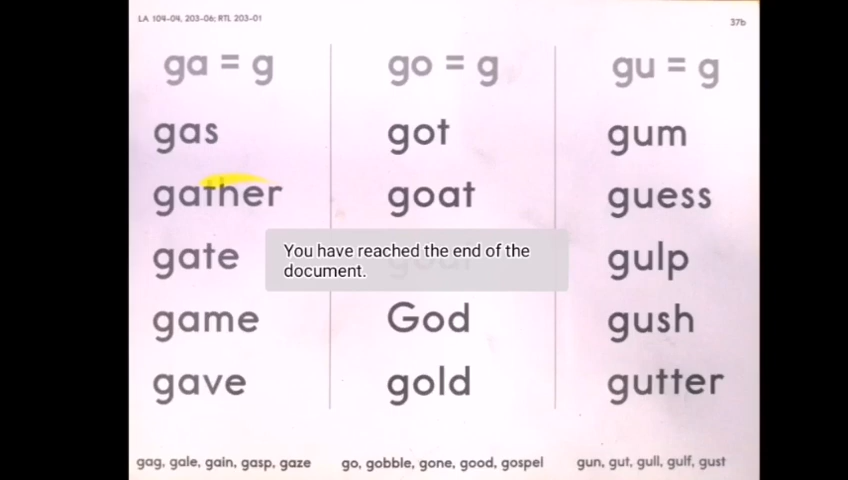 LA 104-04, 203-06; RTL 203-01
37b
ga = g
gas
gather
gate
game
gave
gag, gale, gain, gasp, gaze
go = g
got
goat
God
gold
go, gobble, gone, good, gospel
gu = g
gum
guess
gulp
gush
gutter
gun, gut, gull, gulf, gust
You have reached the end of the
document.